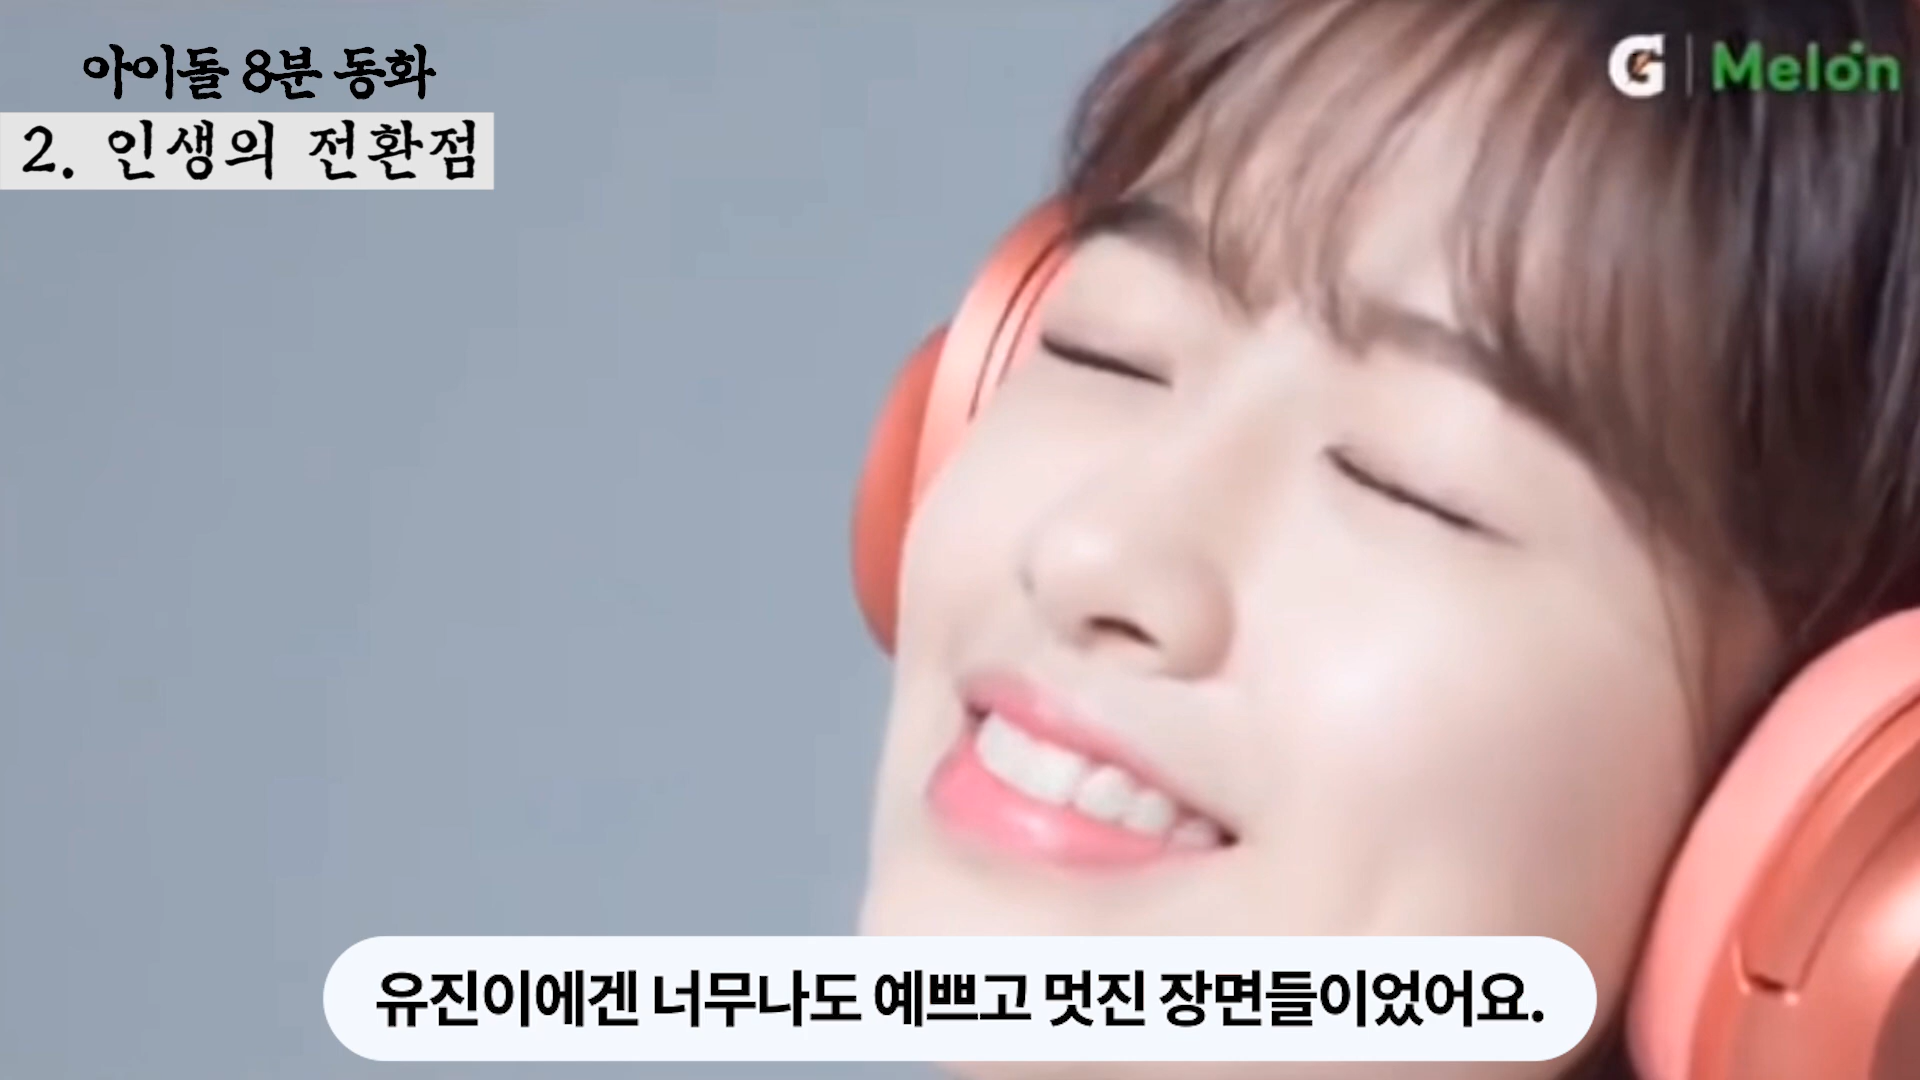 아이돌 8분 동화
2. 인생의 전환점
G | Melon
유진이에겐 너무나도 예쁘고 멋진 장면들이었어요.